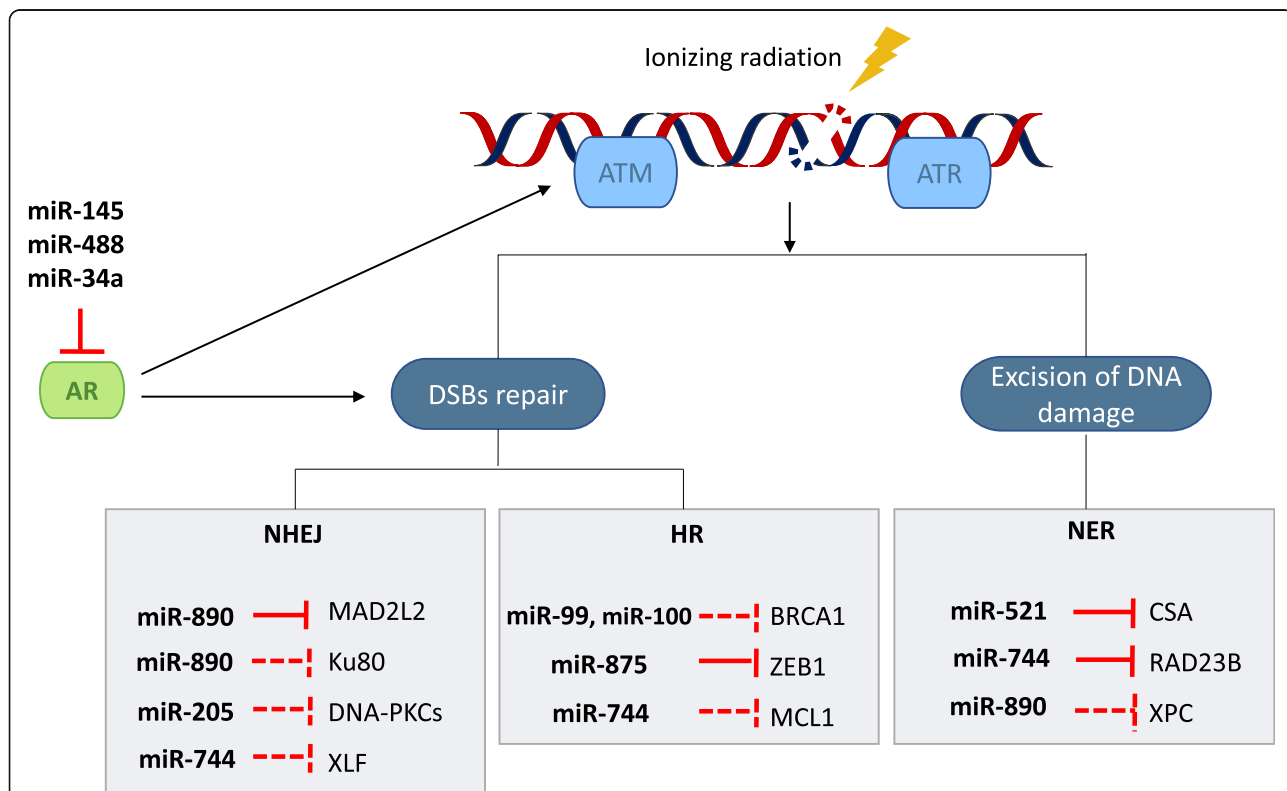 Ionizing radiation
ATM
ATR
miR-145
miR-488
miR-34a
AR
DSBs repair
Excision of DNA
damage
NHEJ
miR-890 MAD2L2
miR-890 Ku80
miR-205 DNA-PKCs
miR-744 XLF
HR
miR-99, miR-100 BRCA1
miR-875 ZEB1
miR-744 MCL1
NER
miR-521 CSA
miR-744 RAD23B
miR-890 XPC